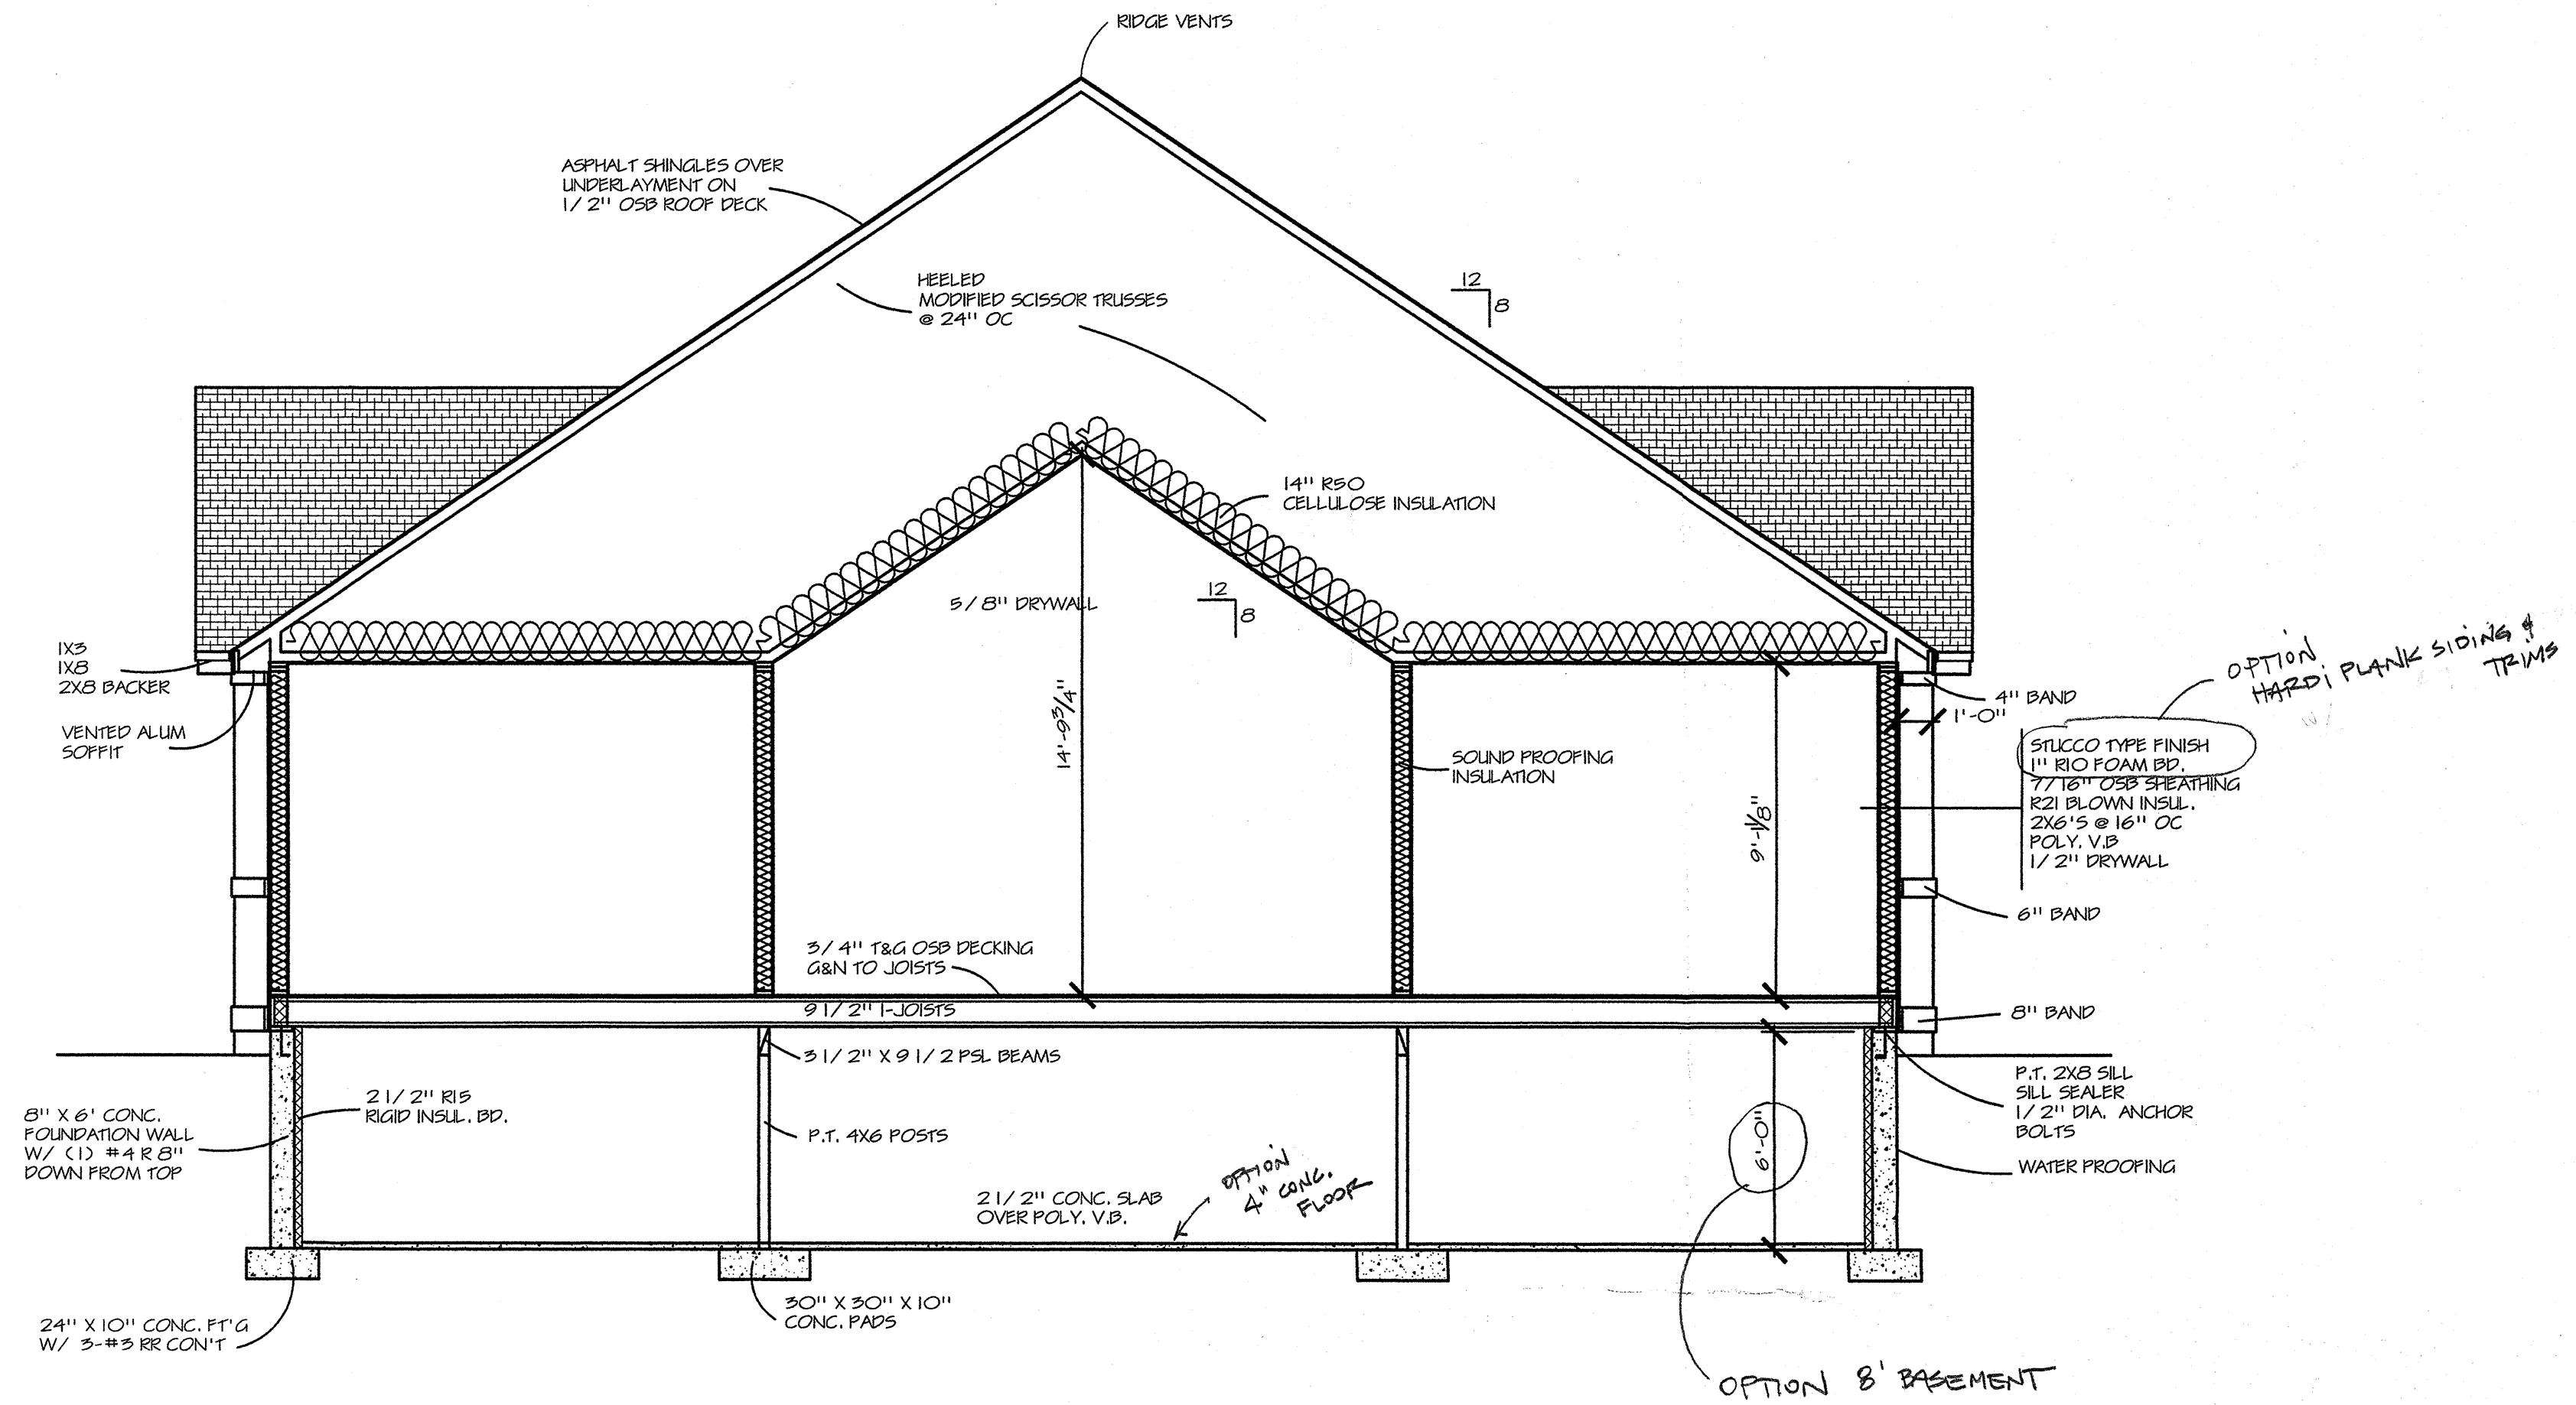 RIDGE VENTS
ASPHALT SHINGLES OVER
UNDERLAYMENT ON
1/2" OSB ROOF DECK
HEELED
MODIFIED SCISSOR TRUSSES
@ 24" OC
12
8
14" R50
CELLULOSE INSULATION
5/8" DRYWALL
12
8
1X3
1X8
2X8 BACKER
VENTED ALUM
SOFFIT
14'-9 3/4"
SOUND PROOFING
INSULATION
9'-1 1/8"
4" BAND
1'-0"
OPTION
HARDI PLANK SIDING &
TRIMS
STUCCO TYPE FINISH
1" R10 FOAM BD.
7/16" OSB SHEATHING
R21 BLOWN INSUL.
2X6'S @ 16" OC
POLY. V.B
1/2" DRYWALL
6" BAND
3/4" T&G OSB DECKING
G&N TO JOISTS
9 1/2" I-JOISTS
8" BAND
3 1/2" X 9 1/2 PSL BEAMS
2 1/2" R15
RIGID INSUL. BD.
8" X 6' CONC.
FOUNDATION WALL
W/ (1) #4 R 8"
DOWN FROM TOP
P.T. 4X6 POSTS
6'-0"
P.T. 2X8 SILL
SILL SEALER
1/2" DIA. ANCHOR
BOLTS
WATER PROOFING
2 1/2" CONC. SLAB
OVER POLY. V.B.
OPTION
4" CONC.
FLOOR
30" X 30" X 10"
CONC. PADS
24" X 10" CONC. FT'G
W/ 3-#3 RR CON'T
OPTION 8' BASEMENT